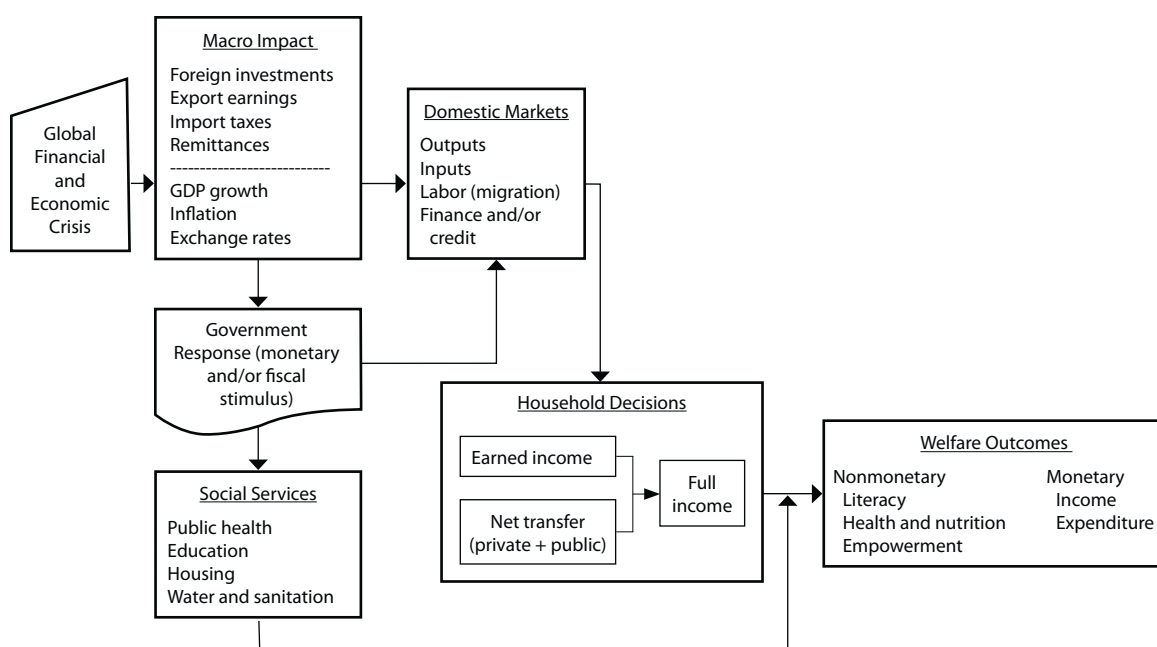 Global
Financial
and
Economic
Crisis
Macro Impact
Foreign investments
Export earnings
Import taxes
Remittances
----------------------------
GDP growth
Inflation
Exchange rates
Domestic Markets
Outputs
Inputs
Labor (migration)
Finance and/or
credit
Government
Response (monetary
and/or fiscal
stimulus)
Social Services
Public health
Education
Housing
Water and sanitation
Household Decisions
Earned income
Net transfer
(private + public)
Full
income
Welfare Outcomes
Nonmonetary
Literacy
Health and nutrition
Empowerment
Monetary
Income
Expenditure